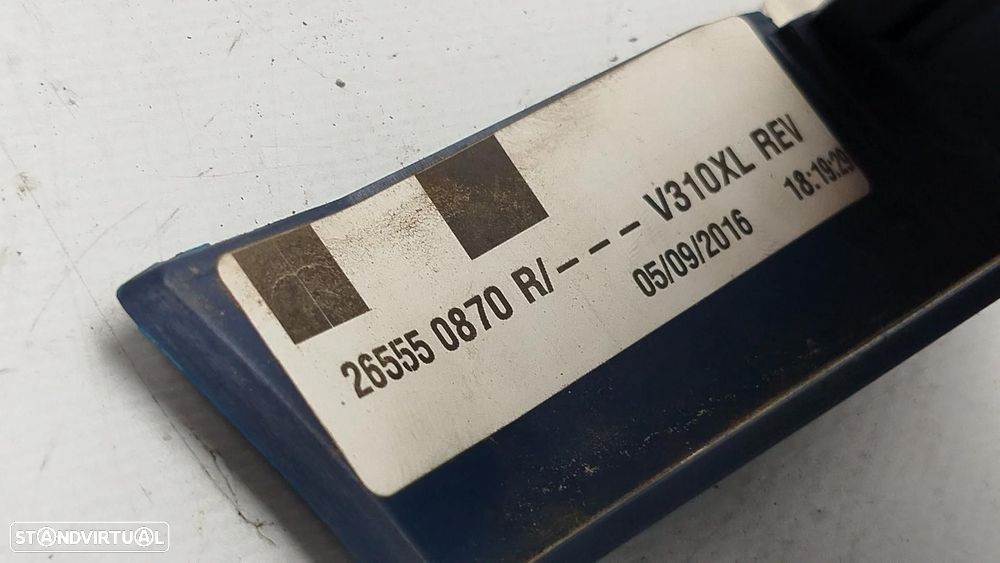 26555 0870 R/– – – V310XL REV
05/09/2016 18:19:29
STANDVIRTUAL